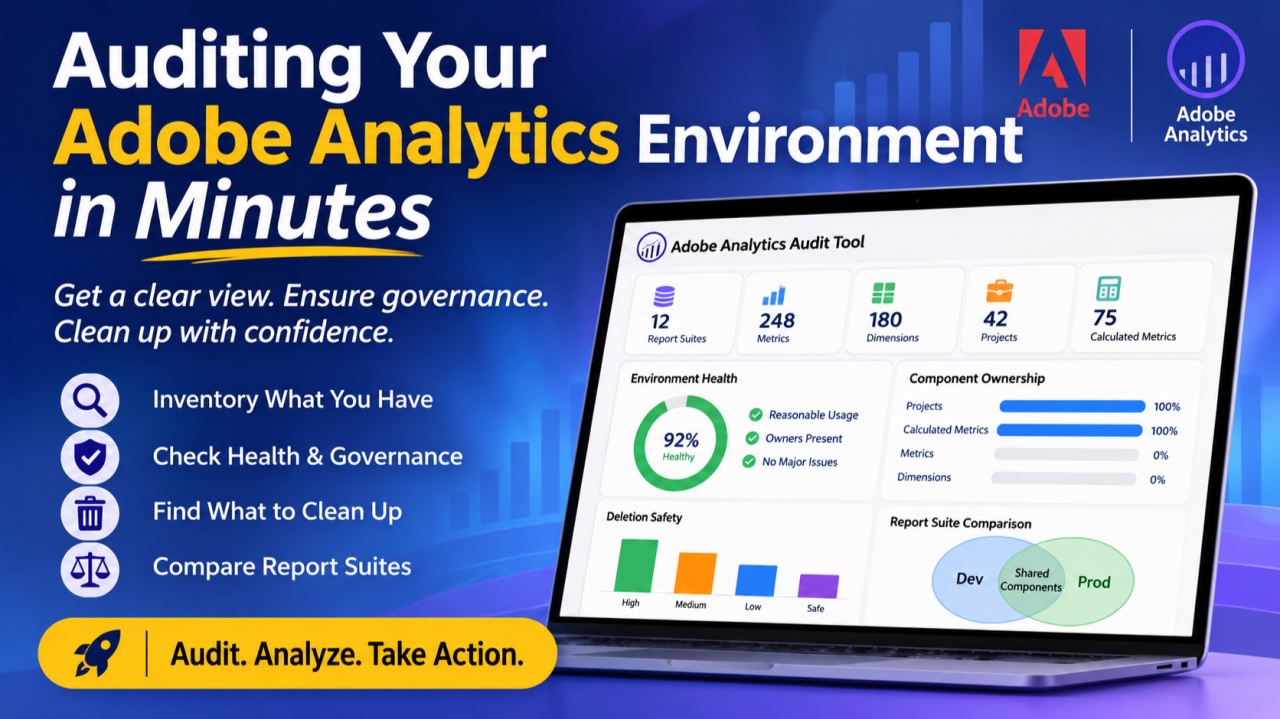 Auditing Your
Adobe Analytics Environment
in Minutes
Get a clear view. Ensure governance.
Clean up with confidence.
Inventory What You Have
Check Health & Governance
Find What to Clean Up
Compare Report Suites
Audit. Analyze. Take Action.
Adobe
Adobe
Analytics
Adobe Analytics Audit Tool
12
Report Suites
248
Metrics
180
Dimensions
42
Projects
75
Calculated Metrics
Environment Health
92%
Healthy
Reasonable Usage
Owners Present
No Major Issues
Component Ownership
Projects 100%
Calculated Metrics 100%
Metrics 0%
Dimensions 0%
Deletion Safety
High Medium Low Safe
Report Suite Comparison
Dev
Shared
Components
Prod